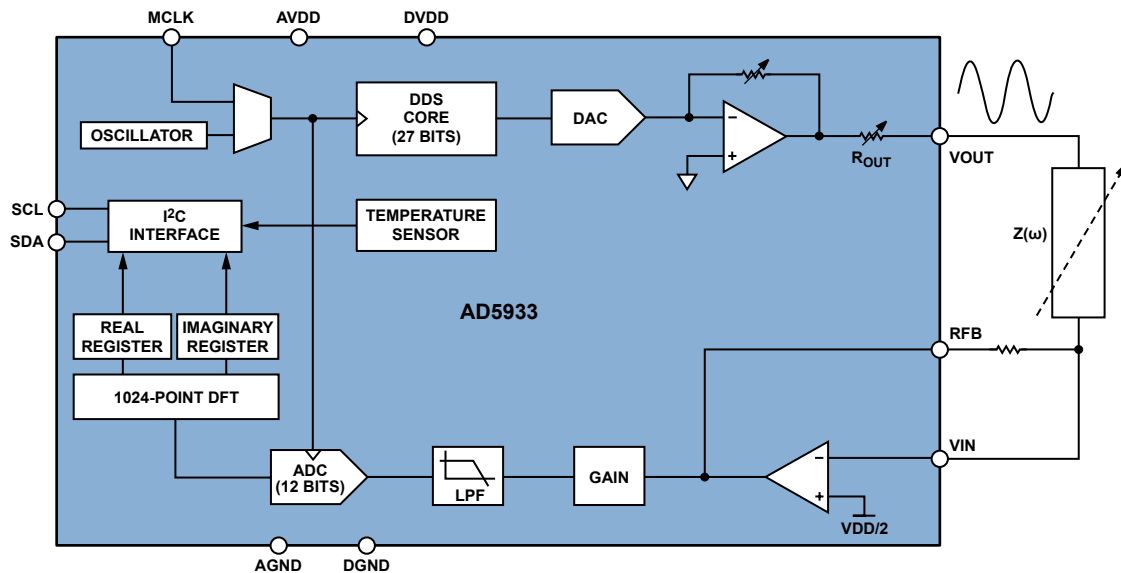 MCLK
AVDD
DVDD
OSCILLATOR
DDS
CORE
(27 BITS)
DAC
−
+
ROUT
VOUT
SCL
SDA
I²C
INTERFACE
TEMPERATURE
SENSOR
Z(ω)
AD5933
REAL
REGISTER
IMAGINARY
REGISTER
RFB
1024-POINT DFT
VIN
ADC
(12 BITS)
LPF
GAIN
−
+
VDD/2
AGND
DGND